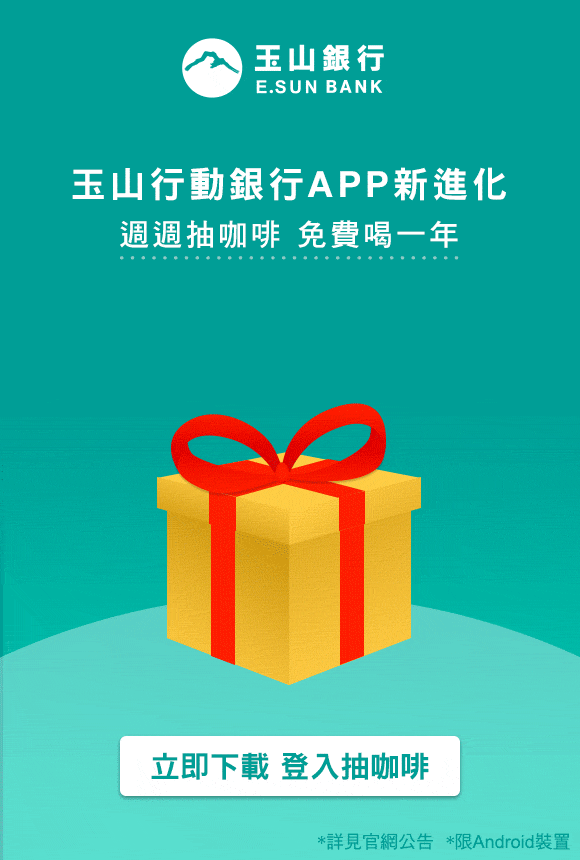 玉山銀行
E.SUN BANK
玉山行動銀行APP新進化
週週抽咖啡 免費喝一年
立即下載 登入抽咖啡
*詳見官網公告 *限Android裝置